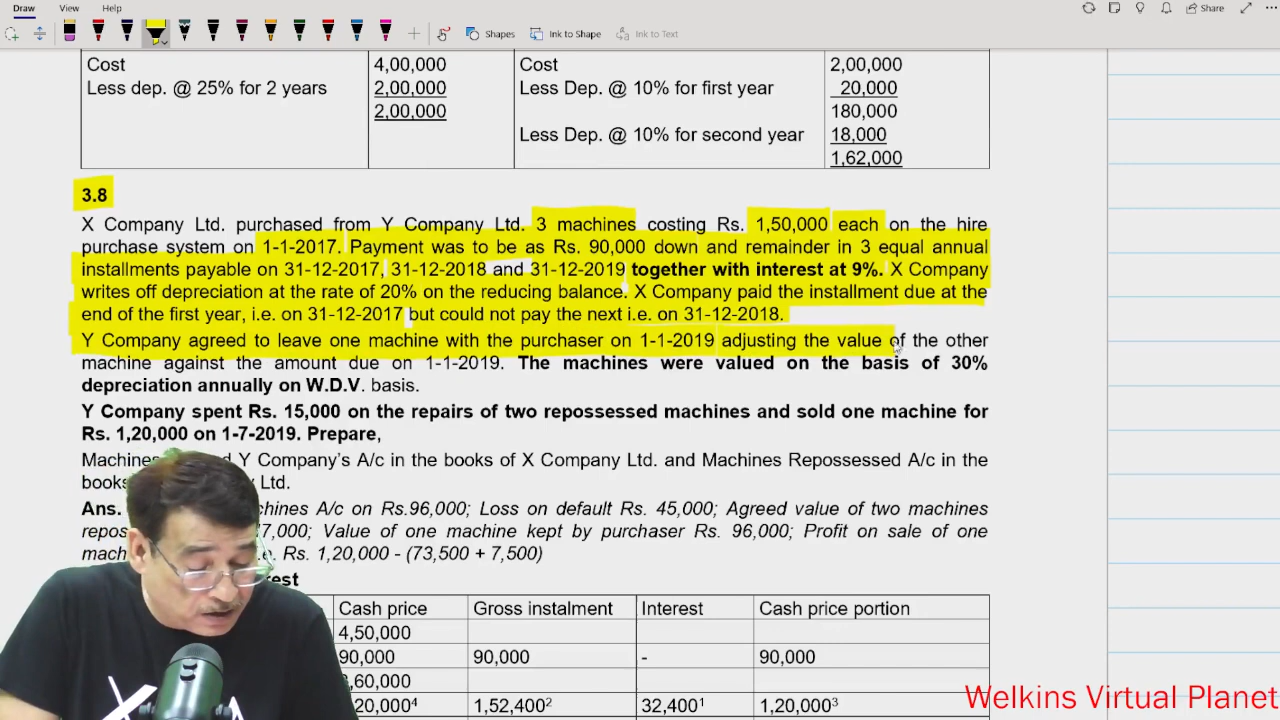 Draw View Help
Share
Shapes Ink to Shape Ink to Text
Cost 4,00,000 Cost 2,00,000
Less dep. @ 25% for 2 years 2,00,000 Less Dep. @ 10% for first year 20,000
2,00,000 180,000
Less Dep. @ 10% for second year 18,000
1,62,000
3.8
X Company Ltd. purchased from Y Company Ltd. 3 machines costing Rs. 1,50,000 each on the hire
purchase system on 1-1-2017. Payment was to be as Rs. 90,000 down and remainder in 3 equal annual
installments payable on 31-12-2017, 31-12-2018 and 31-12-2019 together with interest at 9%. X Company
writes off depreciation at the rate of 20% on the reducing balance. X Company paid the installment due at the
end of the first year, i.e. on 31-12-2017 but could not pay the next i.e. on 31-12-2018.
Y Company agreed to leave one machine with the purchaser on 1-1-2019 adjusting the value of the other
machine against the amount due on 1-1-2019. The machines were valued on the basis of 30%
depreciation annually on W.D.V. basis.
Y Company spent Rs. 15,000 on the repairs of two repossessed machines and sold one machine for
Rs. 1,20,000 on 1-7-2019. Prepare,
Machines Y Company's A/c in the books of X Company Ltd. and Machines Repossessed A/c in the
books Ltd.
Ans. A/c on Rs.96,000; Loss on default Rs. 45,000; Agreed value of two machines
Value of one machine kept by purchaser Rs. 96,000; Profit on sale of one
Rs. 1,20,000 - (73,500 + 7,500)
Cash price Gross instalment Interest Cash price portion
4,50,000
90,000 90,000 - 90,000
,60,000
20,000⁴ 1,52,400² 32,400¹ 1,20,000³
Welkins Virtual Planet